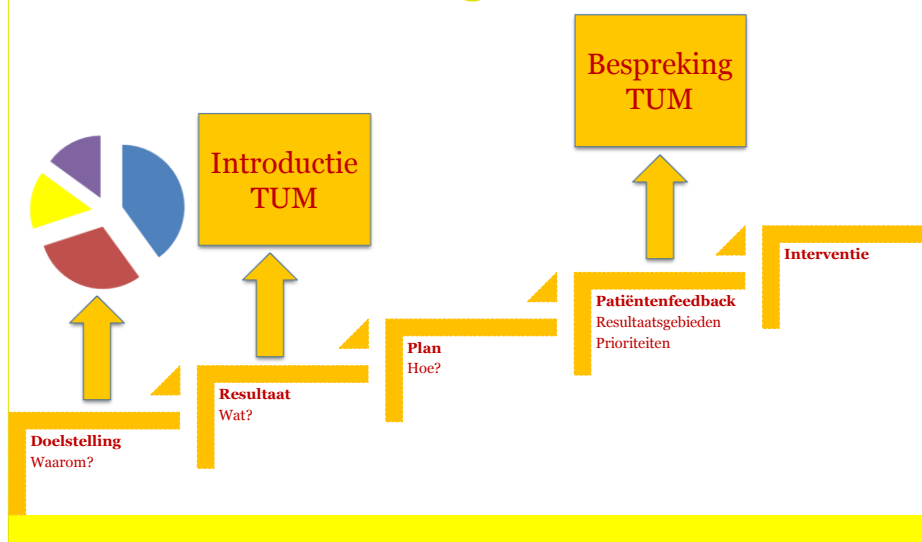 Bespreking
TUM
Introductie
TUM
Interventie
Patiëntenfeedback
Resultaatsgebieden
Prioriteiten
Plan
Hoe?
Resultaat
Wat?
Doelstelling
Waarom?